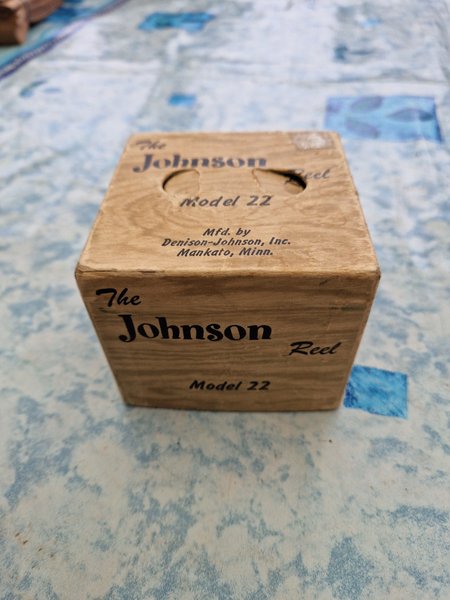 The
Johnson
Reel
Model 22
Mfd. by
Denison-Johnson, Inc.
Mankato, Minn.
The
Johnson
Reel
Model 22